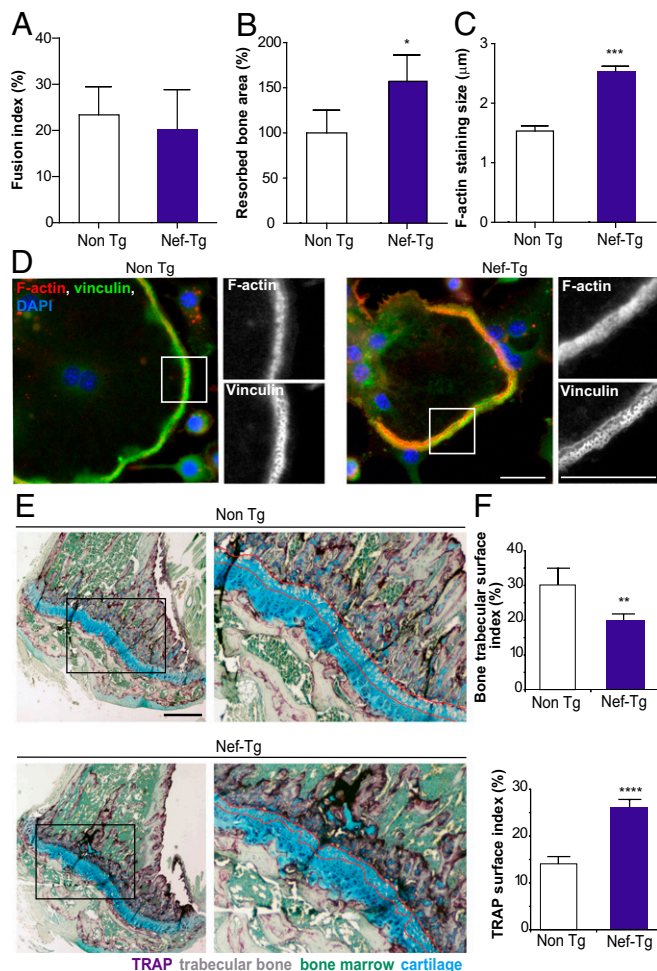 A
Fusion index (%)
40
30
20
10
0
Non Tg
Nef-Tg
B
Resorbed bone area (%)
200
150
100
50
0
*
Non Tg
Nef-Tg
C
F-actin staining size (μm)
3
2
1
0
***
Non Tg
Nef-Tg
D
Non Tg
F-actin, vinculin,
DAPI
F-actin
Vinculin
Nef-Tg
F-actin
Vinculin
E
Non Tg
Nef-Tg
TRAP trabecular bone bone marrow cartilage
F
Bone trabecular surface
index (%)
40
30
20
10
0
**
Non Tg
Nef-Tg
TRAP surface index (%)
30
20
10
0
****
Non Tg
Nef-Tg